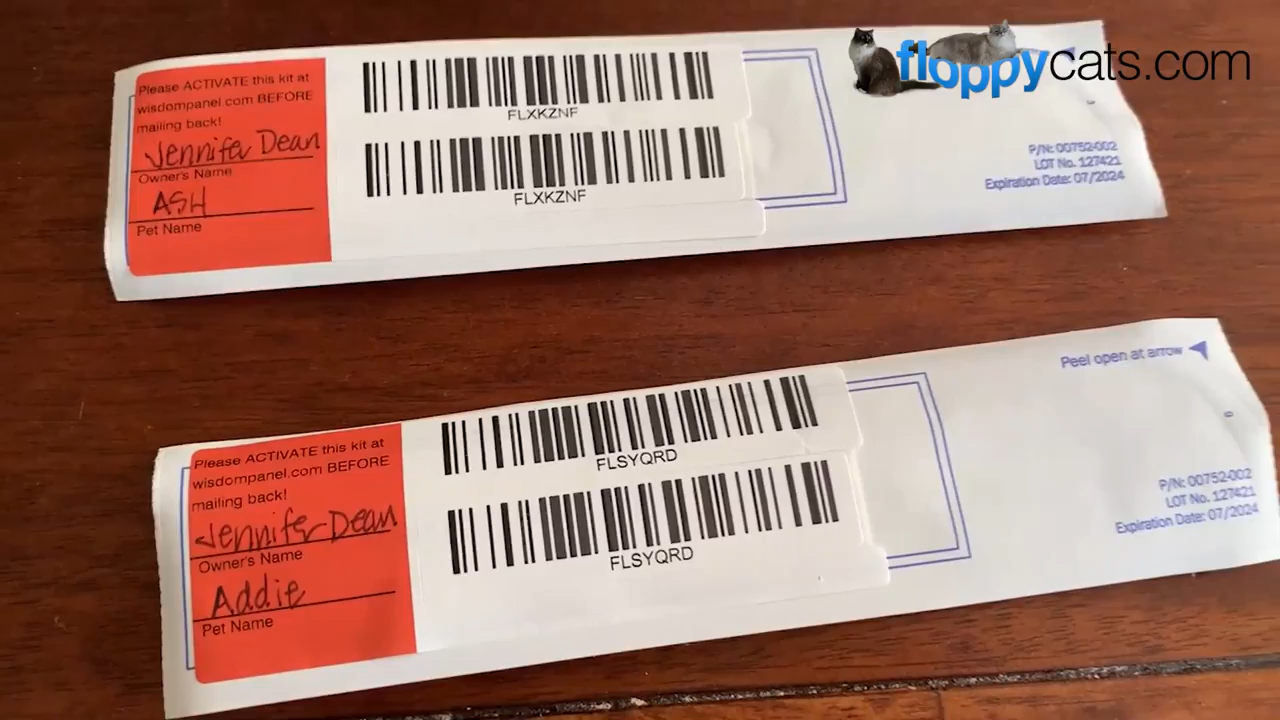 floppycats.com
Please ACTIVATE this kit at
wisdompanel.com BEFORE
mailing back!
Jennifer Dean
Owner's Name
ASH
Pet Name
FLXKZNF
FLXKZNF
P/N: 00752-002
LOT No. 127421
Expiration Date: 07/2024
Peel open at arrow
Please ACTIVATE this kit at
wisdompanel.com BEFORE
mailing back!
Jennifer Dean
Owner's Name
Addie
Pet Name
FLSYQRD
FLSYQRD
P/N: 00752-002
LOT No. 127421
Expiration Date: 07/2024